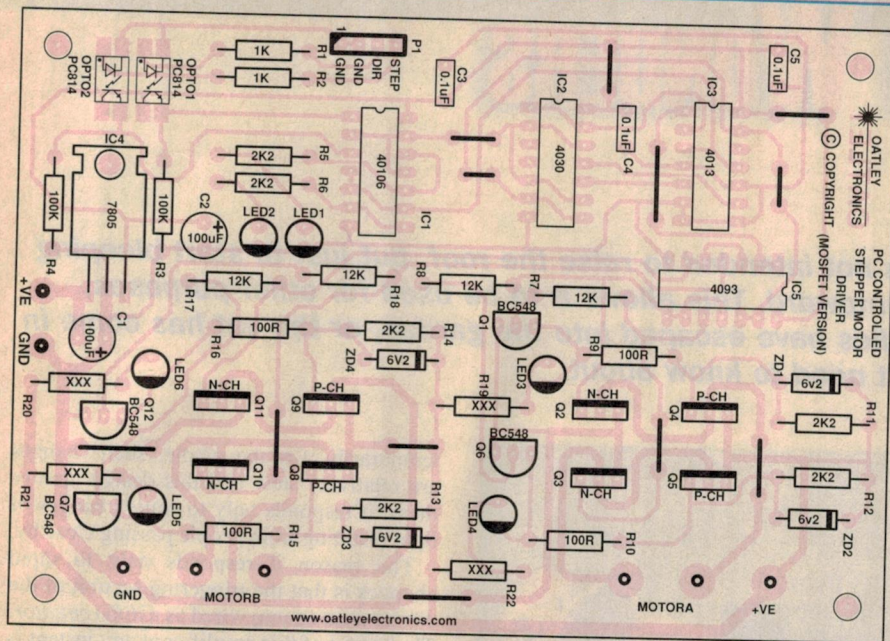 1
P1
GND
GND
DIR
STEP
1K
R1
1K
R2
OPTO1
PC814
OPTO2
PC814
C3
0.1uF
IC2
4030
0.1uF
C4
IC3
4013
C5
0.1uF
OATLEY
ELECTRONICS
© COPYRIGHT
PC CONTROLLED
STEPPER MOTOR
DRIVER
(MOSFET VERSION)
IC4
7805
100K
R4
100K
R3
2K2
R5
2K2
R6
40106
IC1
C2
100uF
LED2
LED1
12K
R17
12K
R18
R8
12K
R7
12K
4093
IC5
+VE
GND
C1
100uF
100R
R16
2K2
R14
ZD4
6V2
Q1
BC548
R9
100R
LED3
ZD1
6v2
R11
2K2
LED6
XXX
R20
BC548
Q12
N-CH
Q11
Q9
P-CH
R19
XXX
Q2
N-CH
Q4
P-CH
BC548
Q6
XXX
R21
Q7
BC548
LED5
N-CH
Q10
Q8
P-CH
R13
2K2
ZD3
6V2
Q3
N-CH
Q5
P-CH
2K2
R12
6v2
ZD2
LED4
100R
R15
100R
R10
XXX
R22
GND
MOTORB
MOTORA
+VE
www.oatleyelectronics.com